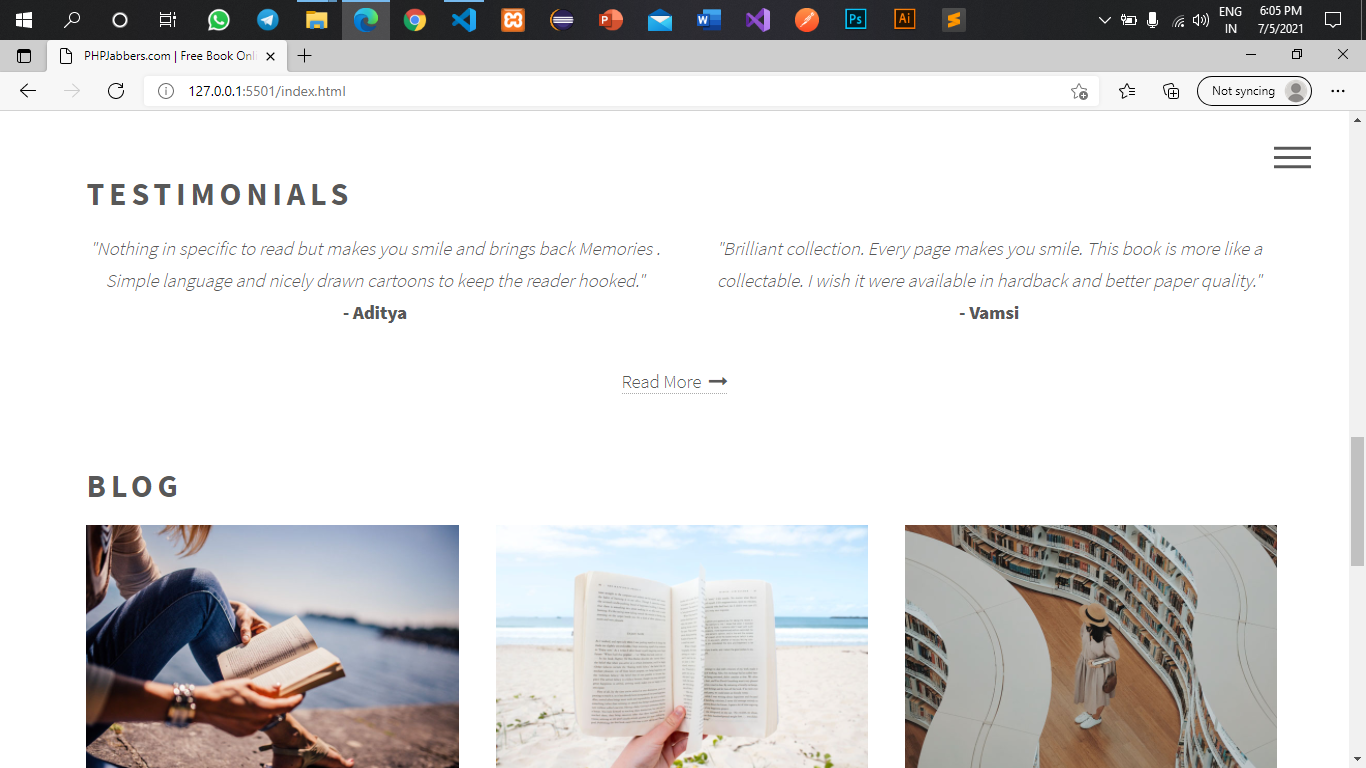 ENG
6:05 PM
IN
7/5/2021
PHPJabbers.com | Free Book Onl
127.0.0.1:5501/index.html
Not syncing
TESTIMONIALS
"Nothing in specific to read but makes you smile and brings back Memories .
Simple language and nicely drawn cartoons to keep the reader hooked."
- Aditya
"Brilliant collection. Every page makes you smile. This book is more like a
collectable. I wish it were available in hardback and better paper quality."
- Vamsi
Read More
BLOG